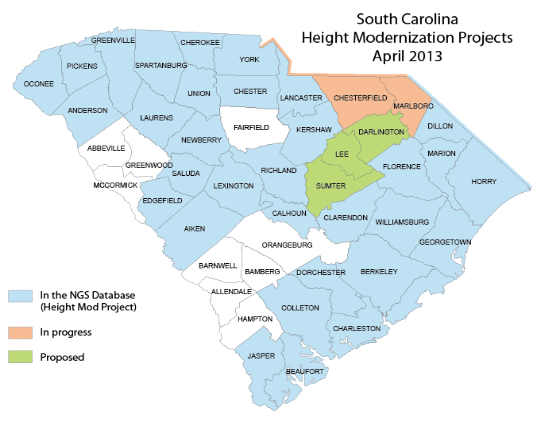 South Carolina
Height Modernization Projects
April 2013
GREENVILLE
CHEROKEE
YORK
PICKENS
SPARTANBURG
OCONEE
UNION
CHESTER
LANCASTER
CHESTERFIELD
MARLBORO
ANDERSON
LAURENS
FAIRFIELD
KERSHAW
DARLINGTON
DILLON
NEWBERRY
ABBEVILLE
LEE
MARION
GREENWOOD
SALUDA
RICHLAND
FLORENCE
MCCORMICK
LEXINGTON
SUMTER
HORRY
EDGEFIELD
CALHOUN
CLARENDON
WILLIAMSBURG
AIKEN
ORANGEBURG
GEORGETOWN
BARNWELL
BAMBERG
DORCHESTER
BERKELEY
ALLENDALE
COLLETON
HAMPTON
CHARLESTON
JASPER
BEAUFORT
In the NGS Database
(Height Mod Project)
In progress
Proposed